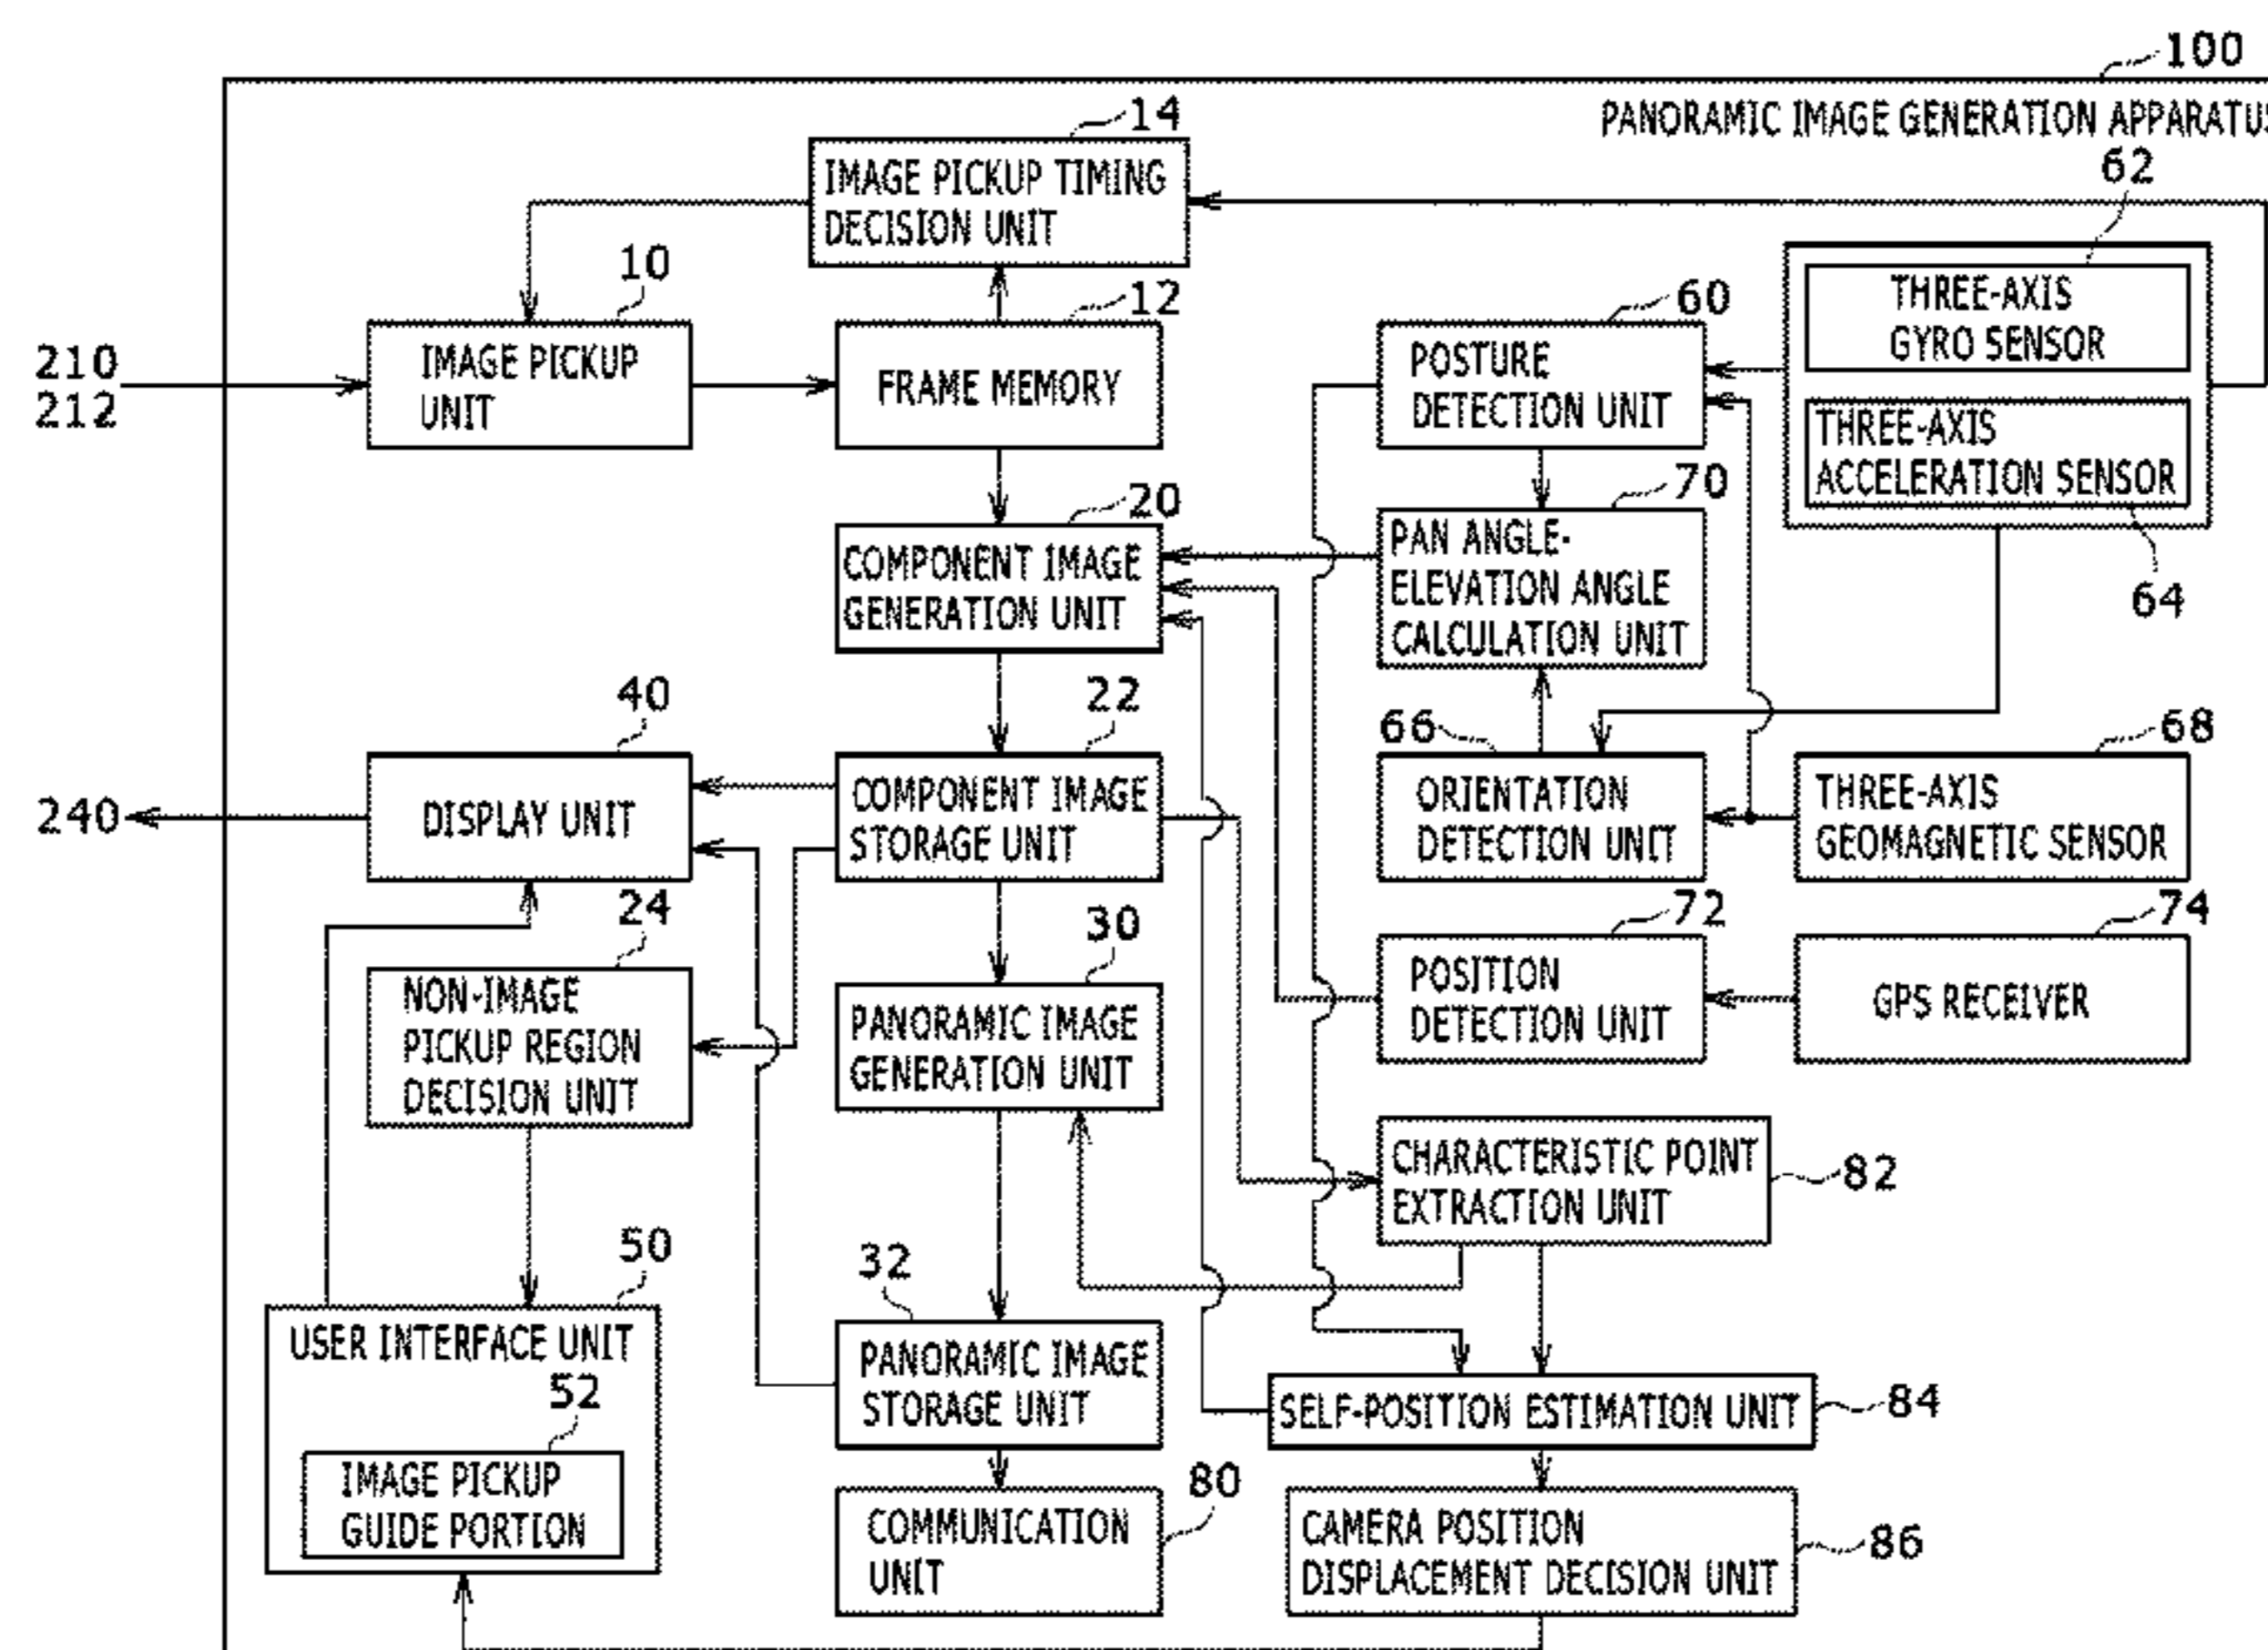 100
PANORAMIC IMAGE GENERATION APPARATUS
14
IMAGE PICKUP TIMING
DECISION UNIT
62
THREE-AXIS
GYRO SENSOR
10
IMAGE PICKUP
UNIT
12
FRAME MEMORY
60
POSTURE
DETECTION UNIT
210
212
THREE-AXIS
ACCELERATION SENSOR
64
20
COMPONENT IMAGE
GENERATION UNIT
70
PAN ANGLE-
ELEVATION ANGLE
CALCULATION UNIT
40
DISPLAY UNIT
240
22
COMPONENT IMAGE
STORAGE UNIT
66
ORIENTATION
DETECTION UNIT
68
THREE-AXIS
GEOMAGNETIC SENSOR
24
NON-IMAGE
PICKUP REGION
DECISION UNIT
30
PANORAMIC IMAGE
GENERATION UNIT
72
POSITION
DETECTION UNIT
74
GPS RECEIVER
CHARACTERISTIC POINT
EXTRACTION UNIT
82
50
USER INTERFACE UNIT
52
IMAGE PICKUP
GUIDE PORTION
32
PANORAMIC IMAGE
STORAGE UNIT
SELF-POSITION ESTIMATION UNIT
84
80
COMMUNICATION
UNIT
CAMERA POSITION
DISPLACEMENT DECISION UNIT
86